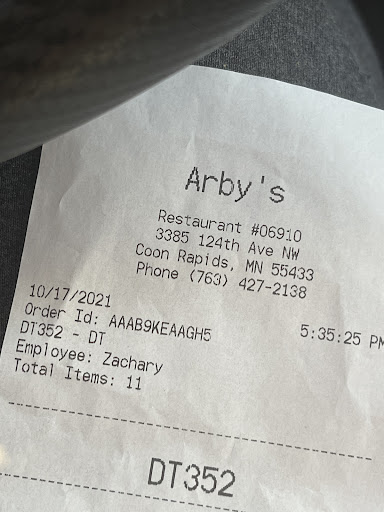 Arby's
Restaurant #06910
3385 124th Ave NW
Coon Rapids, MN 55433
Phone (763) 427-2138
10/17/2021 5:35:25 PM
Order Id: AAAB9KEAAGH5
DT352 - DT
Employee: Zachary
Total Items: 11
DT352